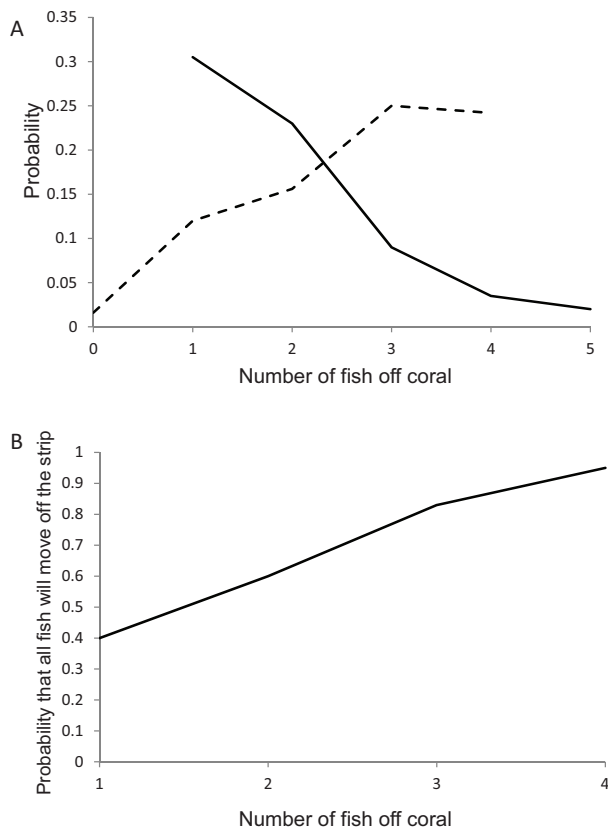 A
Probability
0.35
0.3
0.25
0.2
0.15
0.1
0.05
0
0 1 2 3 4 5
Number of fish off coral
B
Probability that all fish will move off the strip
1
0.9
0.8
0.7
0.6
0.5
0.4
0.3
0.2
0.1
0
1 2 3 4
Number of fish off coral